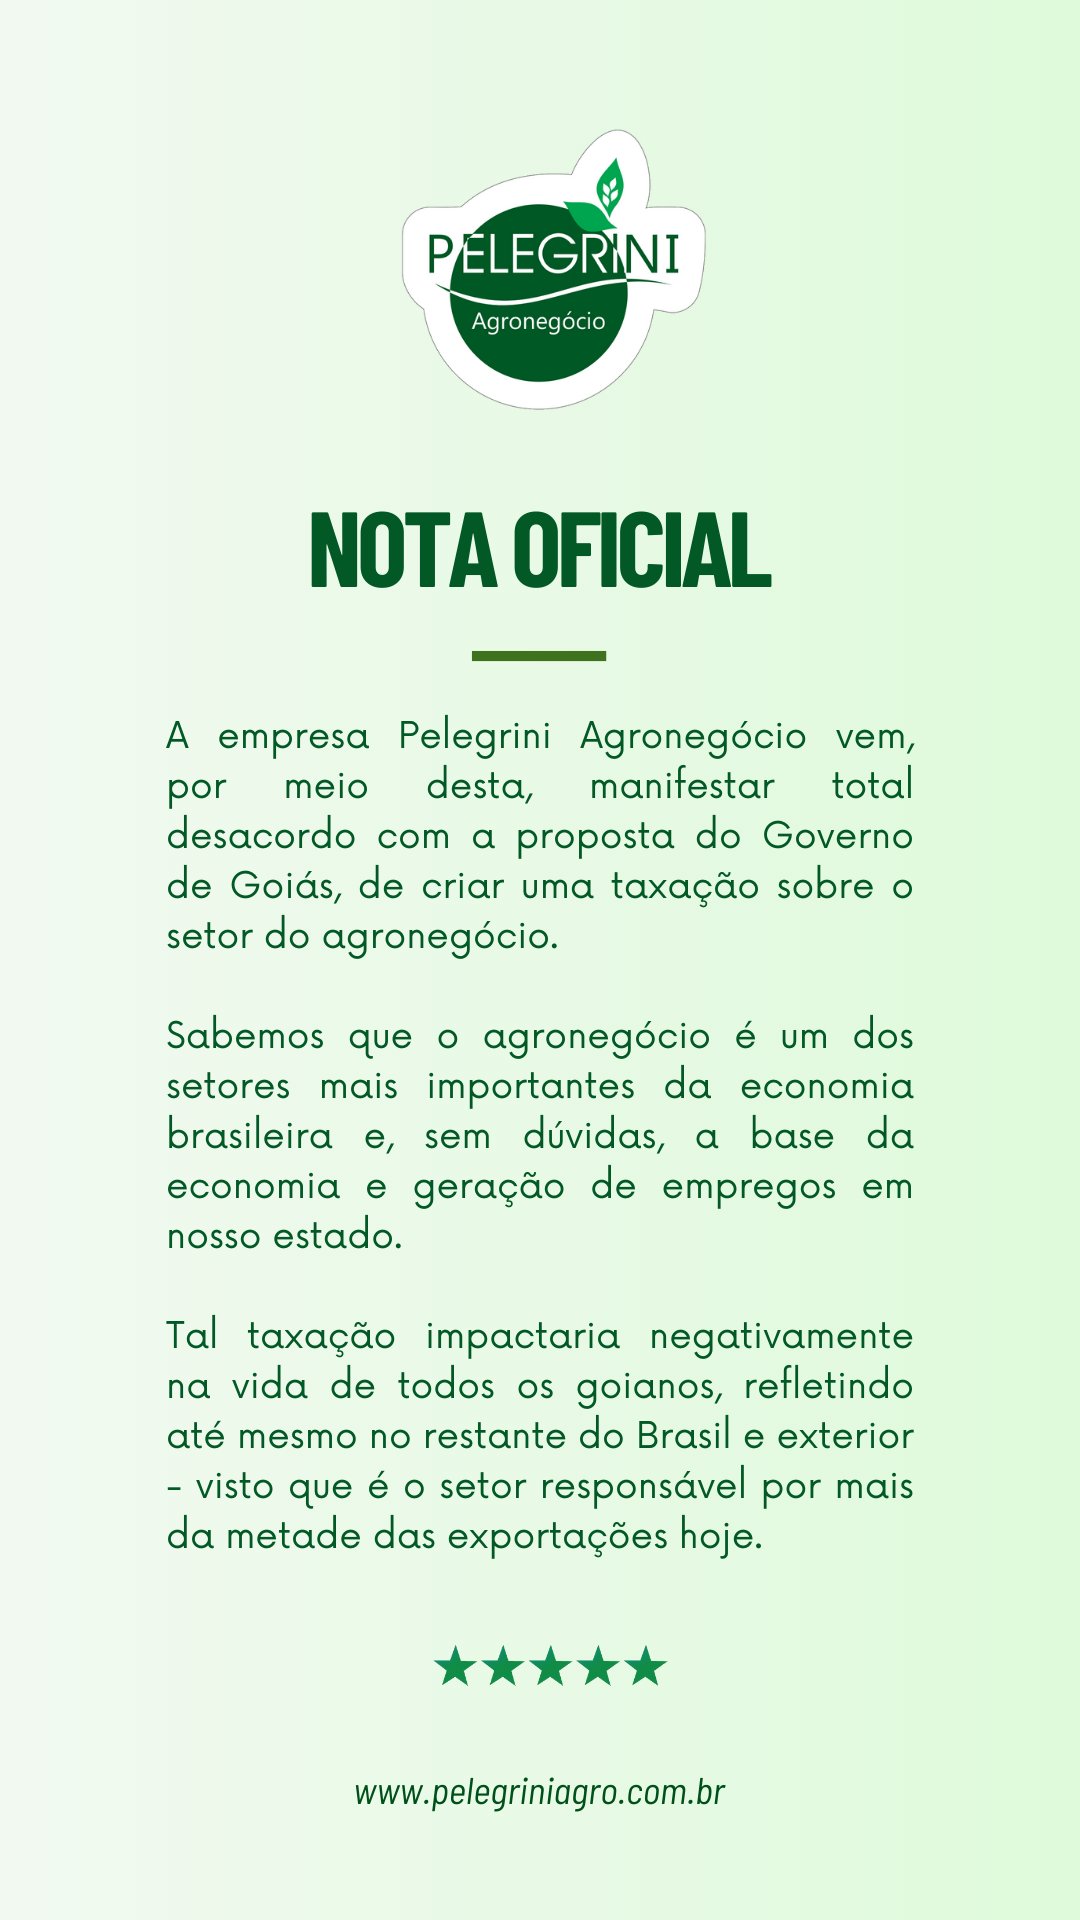 PELEGRINI
Agronegócio
NOTA OFICIAL
A empresa Pelegrini Agronegócio vem,
por meio desta, manifestar total
desacordo com a proposta do Governo
de Goiás, de criar uma taxação sobre o
setor do agronegócio.
Sabemos que o agronegócio é um dos
setores mais importantes da economia
brasileira e, sem dúvidas, a base da
economia e geração de empregos em
nosso estado.
Tal taxação impactaria negativamente
na vida de todos os goianos, refletindo
até mesmo no restante do Brasil e exterior
- visto que é o setor responsável por mais
da metade das exportações hoje.
www.pelegriniagro.com.br